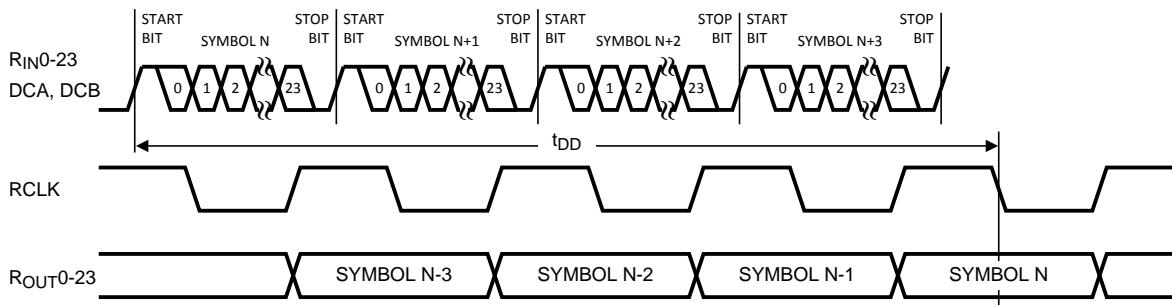 START STOP START STOP START STOP START STOP
BIT SYMBOL N BIT BIT SYMBOL N+1 BIT BIT SYMBOL N+2 BIT BIT SYMBOL N+3 BIT
RIN0-23
DCA, DCB
0 1 2 23 0 1 2 23 0 1 2 23 0 1 2 23
tDD
RCLK
ROUT0-23 SYMBOL N-3 SYMBOL N-2 SYMBOL N-1 SYMBOL N